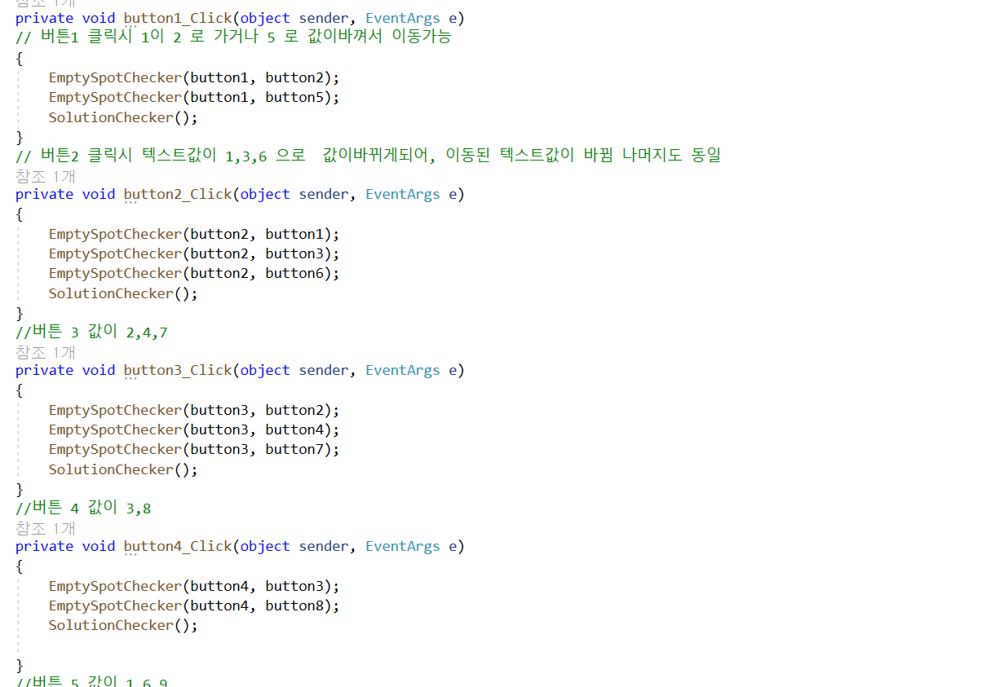 참조 1개
private void button1_Click(object sender, EventArgs e)
// 버튼1 클릭시 1이 2 로 가거나 5 로 값이바껴서 이동가능
{
EmptySpotChecker(button1, button2);
EmptySpotChecker(button1, button5);
SolutionChecker();
}
// 버튼2 클릭시 텍스트값이 1,3,6 으로  값이바뀌게되어, 이동된 텍스트값이 바뀜 나머지도 동일
참조 1개
private void button2_Click(object sender, EventArgs e)
{
EmptySpotChecker(button2, button1);
EmptySpotChecker(button2, button3);
EmptySpotChecker(button2, button6);
SolutionChecker();
}
//버튼 3 값이 2,4,7
참조 1개
private void button3_Click(object sender, EventArgs e)
{
EmptySpotChecker(button3, button2);
EmptySpotChecker(button3, button4);
EmptySpotChecker(button3, button7);
SolutionChecker();
}
//버튼 4 값이 3,8
참조 1개
private void button4_Click(object sender, EventArgs e)
{
EmptySpotChecker(button4, button3);
EmptySpotChecker(button4, button8);
SolutionChecker();
}
//버튼 5 값이 1,6,9